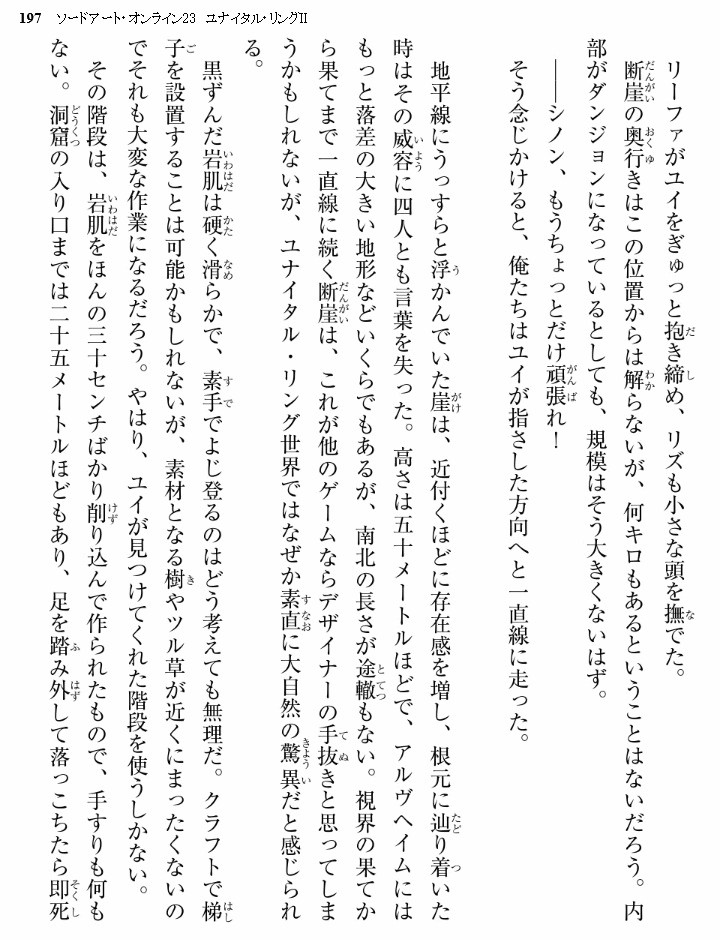 197 ソードアート・オンライン23 ユナイタル・リングII
リーファがユイをぎゅっと抱き締め、リズも小さな頭を撫でた。
断崖の奥行きはこの位置からは解らないが、何キロもあるということはないだろう。内
部がダンジョンになっているとしても、規模はそう大きくないはず。
――シノン、もうちょっとだけ頑張れ！
そう念じかけると、俺たちはユイが指さした方向へと一直線に走った。
地平線にうっすらと浮かんでいた崖は、近付くほどに存在感を増し、根元に辿り着いた
時はその威容に四人とも言葉を失った。高さは五十メートルほどで、アルヴヘイムには
もっと落差の大きい地形などいくらでもあるが、南北の長さが途轍もない。視界の果てか
ら果てまで一直線に続く断崖は、これが他のゲームならデザイナーの手抜きと思ってしま
うかもしれないが、ユナイタル・リング世界ではなぜか素直に大自然の驚異だと感じられ
る。
黒ずんだ岩肌は硬く滑らかで、素手でよじ登るのはどう考えても無理だ。クラフトで梯
子を設置することは可能かもしれないが、素材となる樹やツル草が近くにまったくないの
でそれも大変な作業になるだろう。やはり、ユイが見つけてくれた階段を使うしかない。
その階段は、岩肌をほんの三十センチばかり削り込んで作られたもので、手すりも何も
ない。洞窟の入り口までは二十五メートルほどもあり、足を踏み外して落っこちたら即死